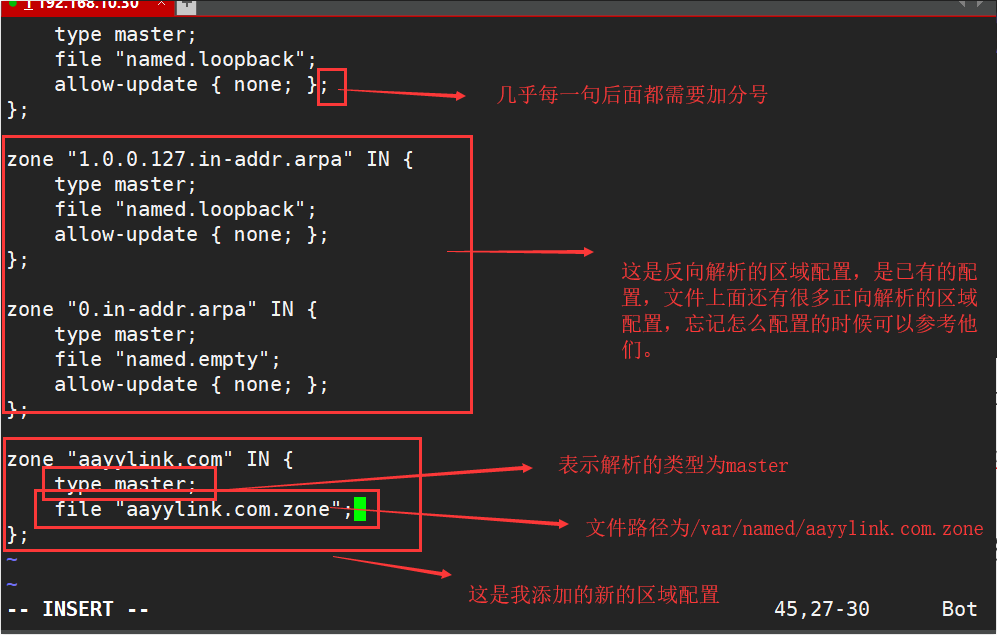 1 192.168.10.30
type master;
file "named.loopback";
allow-update { none; };
几乎每一句后面都需要加分号
};
zone "1.0.0.127.in-addr.arpa" IN {
type master;
file "named.loopback";
allow-update { none; };
};
这是反向解析的区域配置，是已有的配
置，文件上面还有很多正向解析的区域
配置，忘记怎么配置的时候可以参考他
们。
zone "0.in-addr.arpa" IN {
type master;
file "named.empty";
allow-update { none; };
};
zone "aayylink.com" IN {
表示解析的类型为master
type master;
file "aayylink.com.zone";
文件路径为/var/named/aayylink.com.zone
};
~
~
这是我添加的新的区域配置
-- INSERT -- 45,27-30 Bot